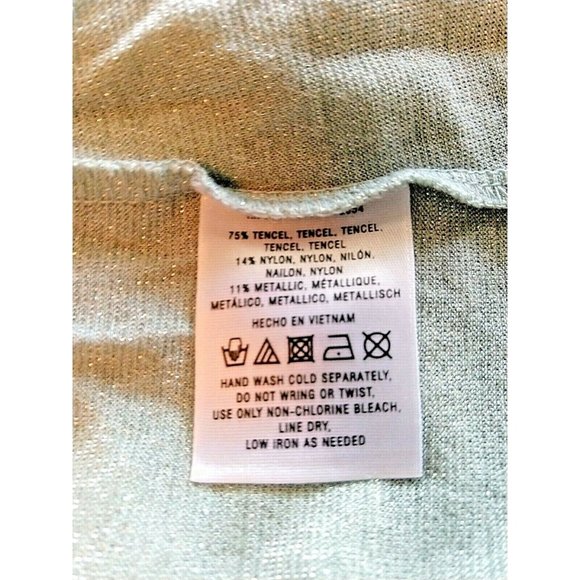 75% TENCEL, TENCEL, TENCEL,
TENCEL, TENCEL
14% NYLON, NYLON, NILÓN,
NAILON, NYLON
11% METALLIC, MÉTALLIQUE,
METÁLICO, METALLICO, METALLISCH
HECHO EN VIETNAM
HAND WASH COLD SEPARATELY,
DO NOT WRING OR TWIST,
USE ONLY NON-CHLORINE BLEACH,
LINE DRY,
LOW IRON AS NEEDED